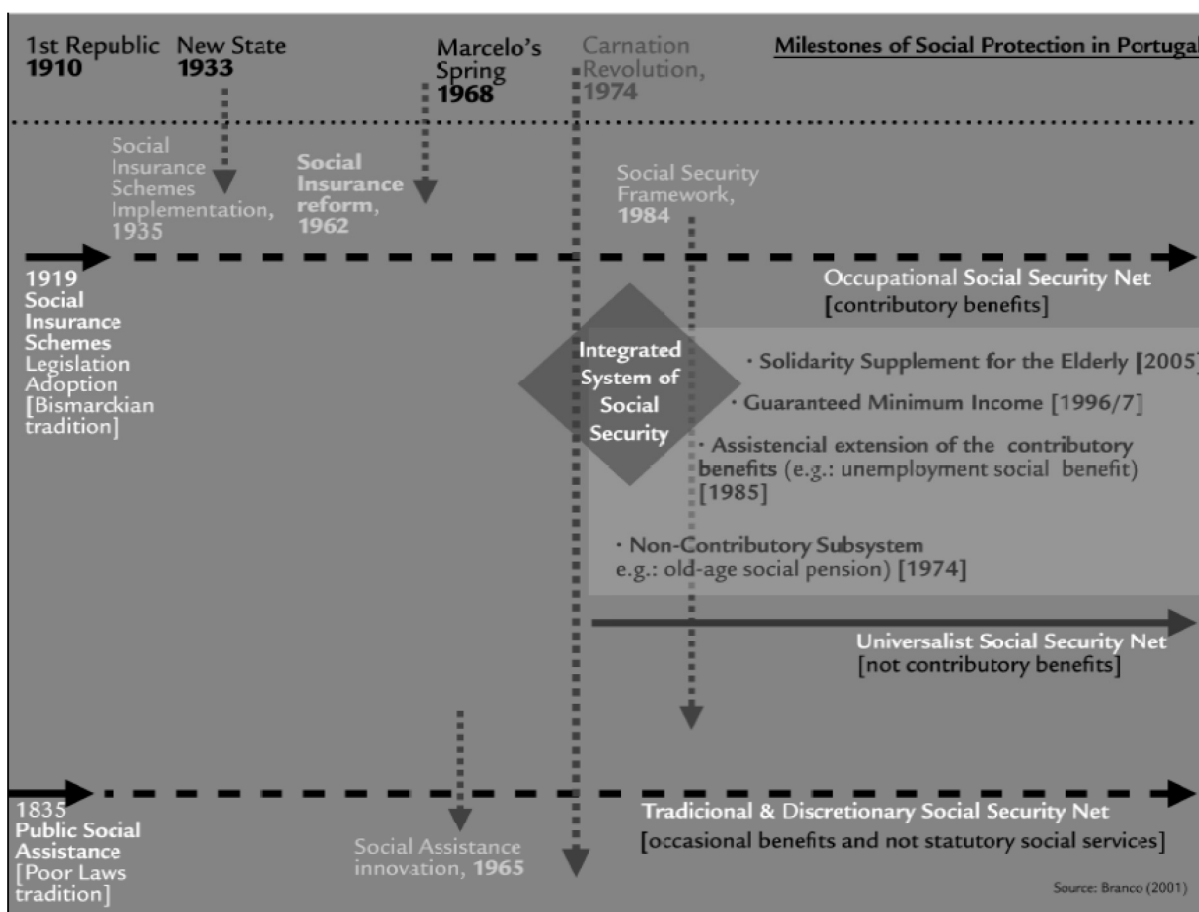 1st Republic
1910
New State
1933
Marcelo's
Spring
1968
Carnation
Revolution,
1974
Milestones of Social Protection in Portugal
Social
Insurance
Schemes
Implementation,
1935
Social
Insurance
reform,
1962
Social Security
Framework,
1984
1919
Social
Insurance
Schemes
Legislation
Adoption
[Bismarckian
tradition]
Occupational Social Security Net
[contributory benefits]
Integrated
System of
Social
Security
· Solidarity Supplement for the Elderly [2005]
· Guaranteed Minimum Income [1996/7]
· Assistencial extension of the contributory
benefits (e.g.: unemployment social benefit)
[1985]
· Non-Contributory Subsystem
e.g.: old-age social pension) [1974]
Universalist Social Security Net
[not contributory benefits]
1835
Public Social
Assistance
[Poor Laws
tradition]
Social Assistance
innovation, 1965
Tradicional & Discretionary Social Security Net
[occasional benefits and not statutory social services]
Source: Branco (2001)